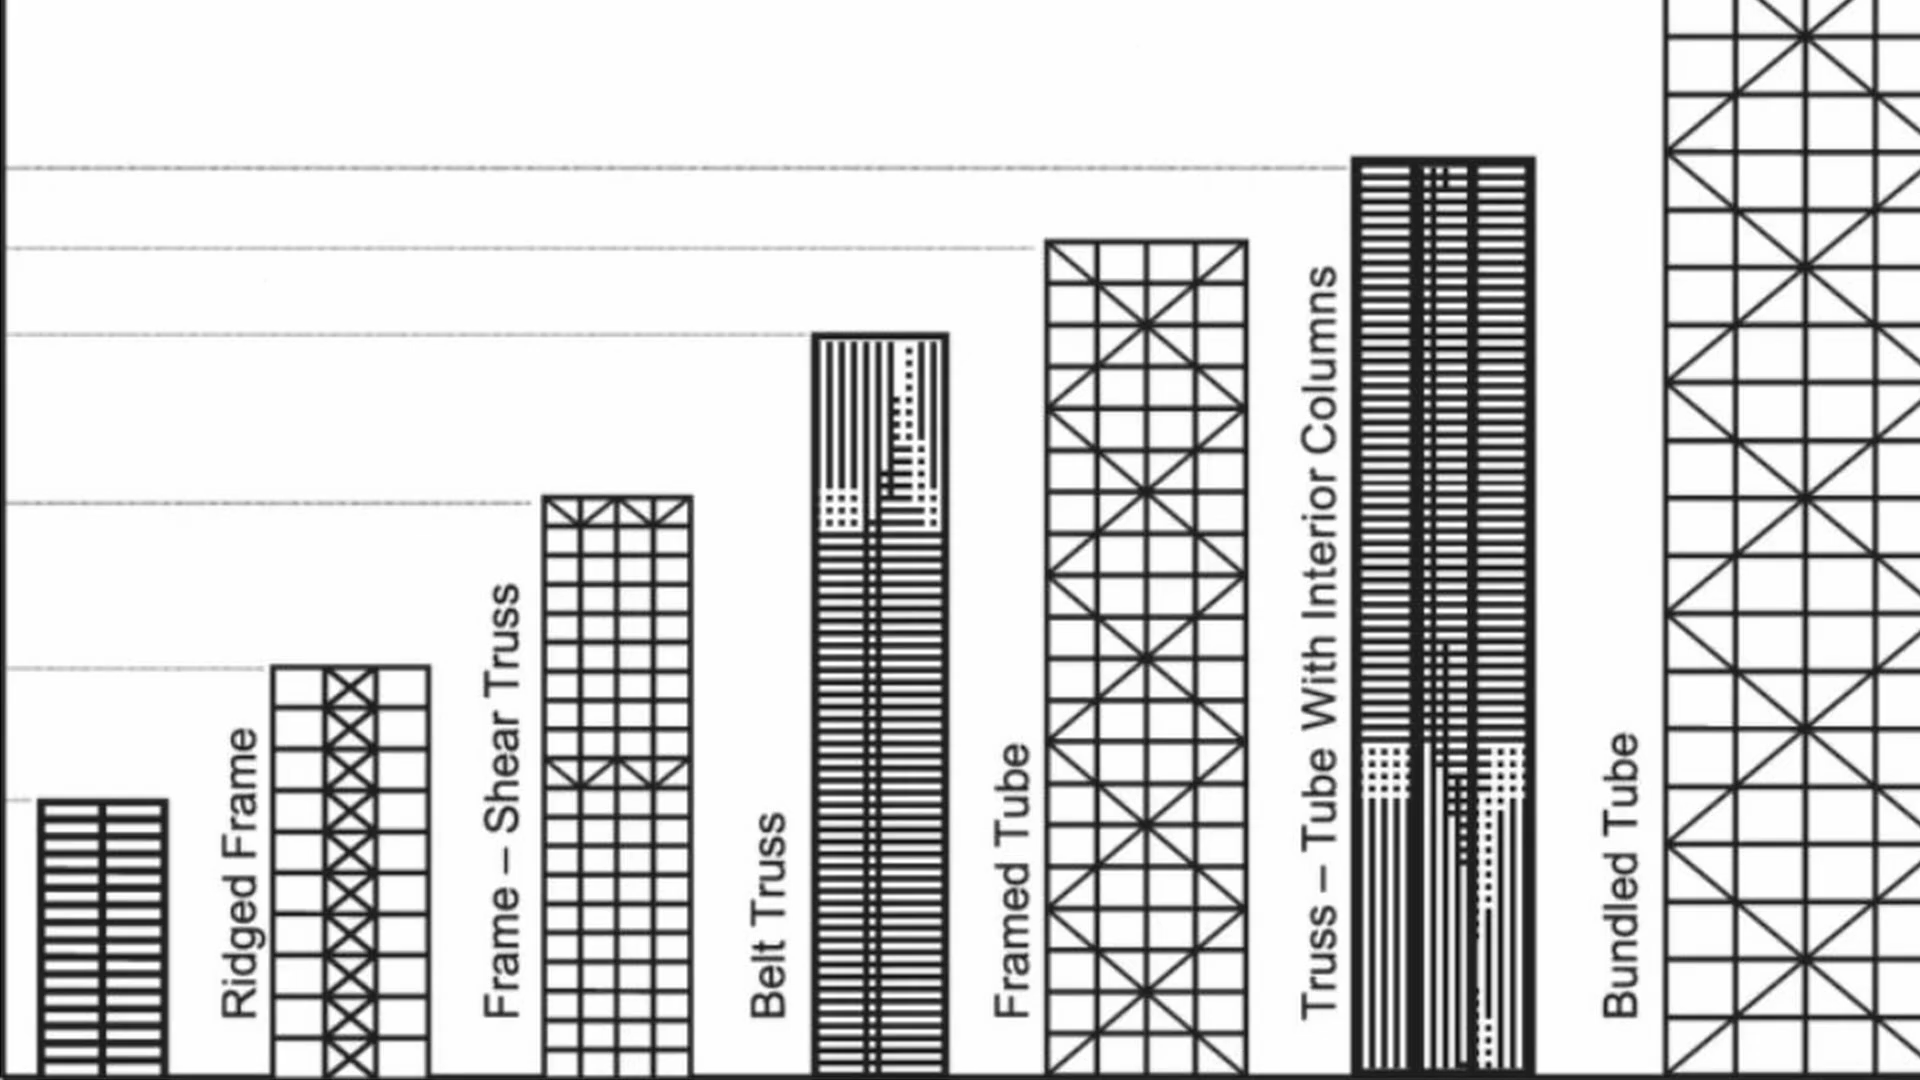 Ridged Frame
Frame – Shear Truss
Belt Truss
Framed Tube
Truss – Tube With Interior Columns
Bundled Tube